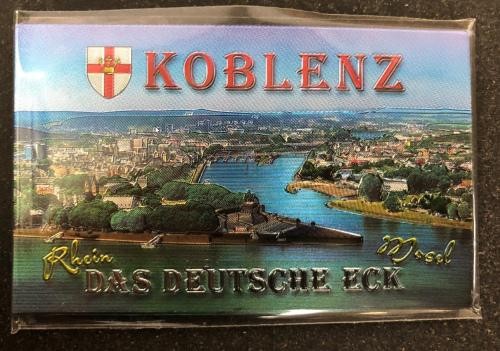 KOBLENZ
Rhein
Mosel
DAS DEUTSCHE ECK